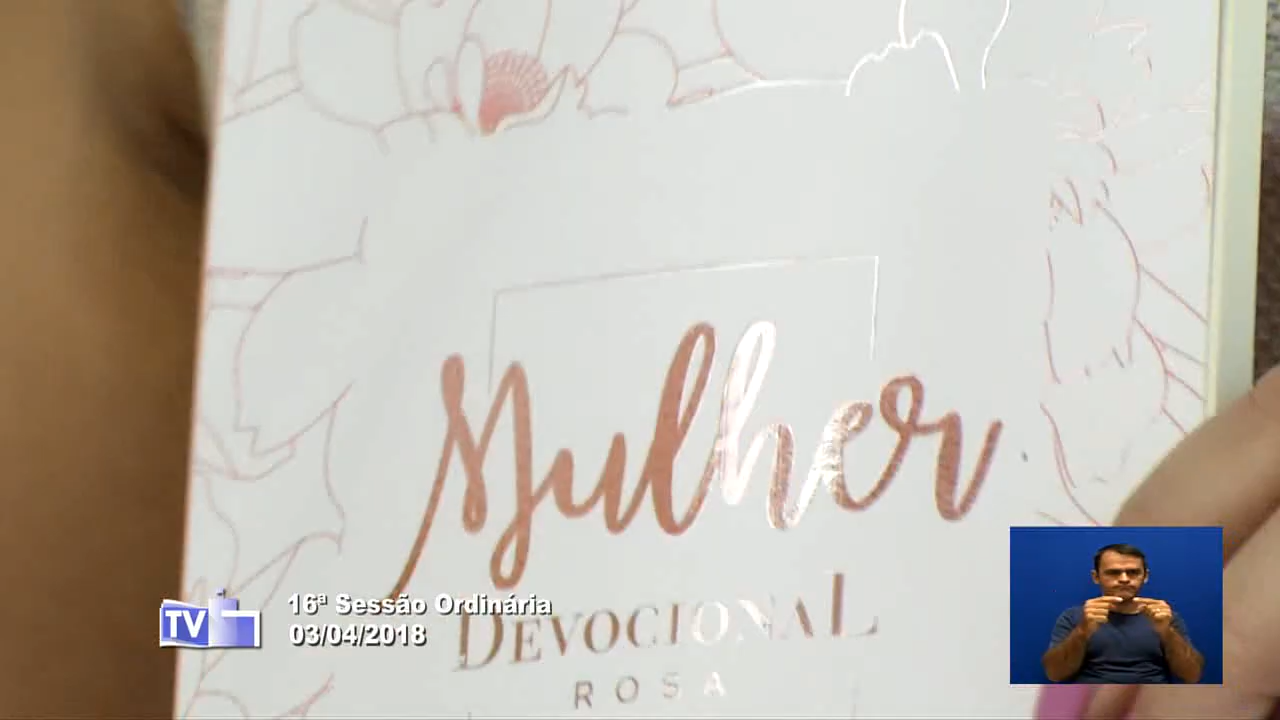 Mulher
DEVOCIONAL
ROSA
TV
16ª Sessão Ordinária
03/04/2018